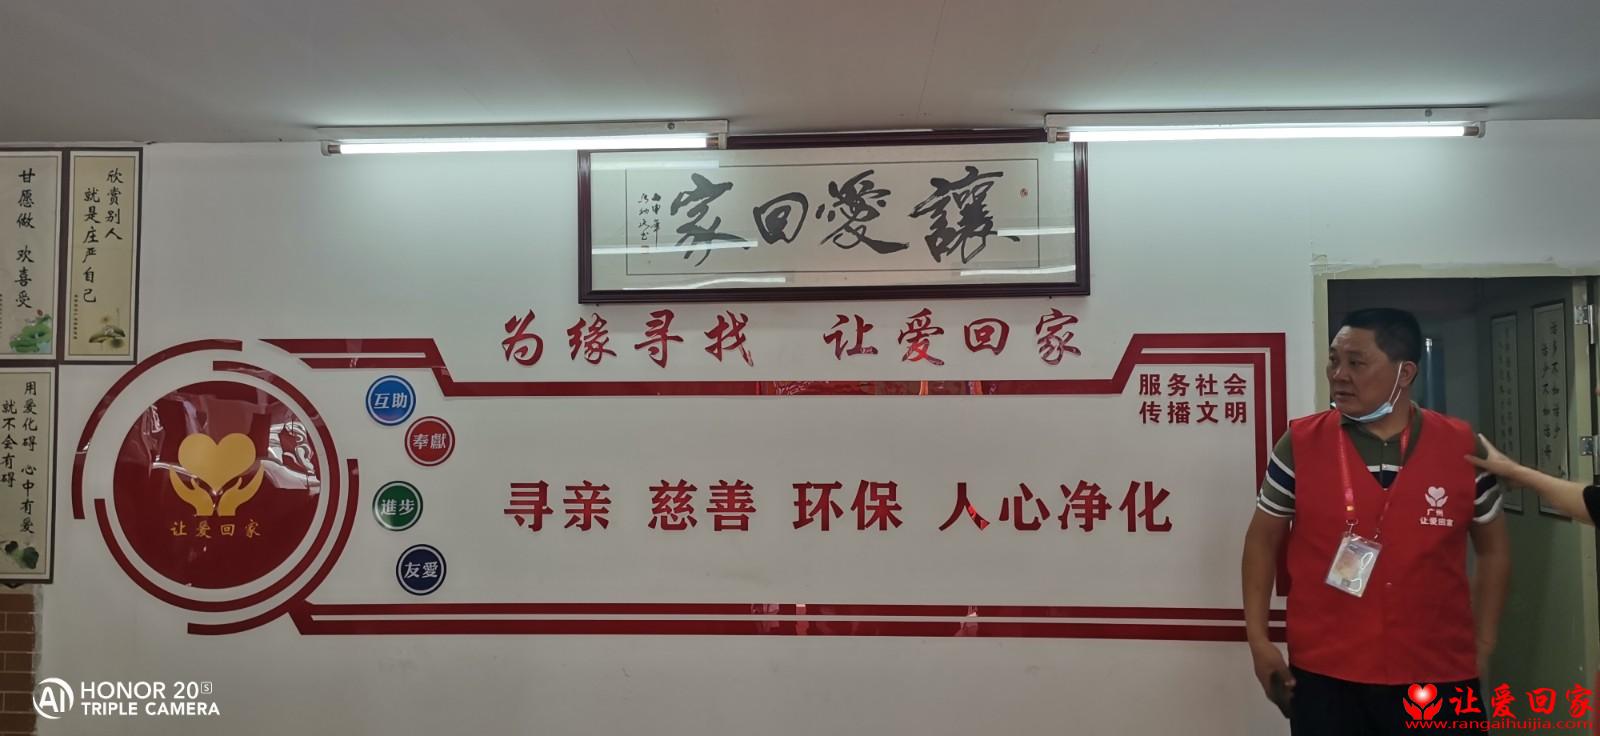 甘愿做 欢喜受
欣赏别人
就是庄严自己
用爱化碍 心中有爱
就不会有碍
讓愛回家
丙申年
为缘寻找 让爱回家
服务社会
传播文明
互助
奉獻
進步
友愛
让爱回家
寻亲 慈善 环保 人心净化
广州
让爱回家
HONOR 20S
AI TRIPLE CAMERA
让爱回家
www.rangaihuijia.com